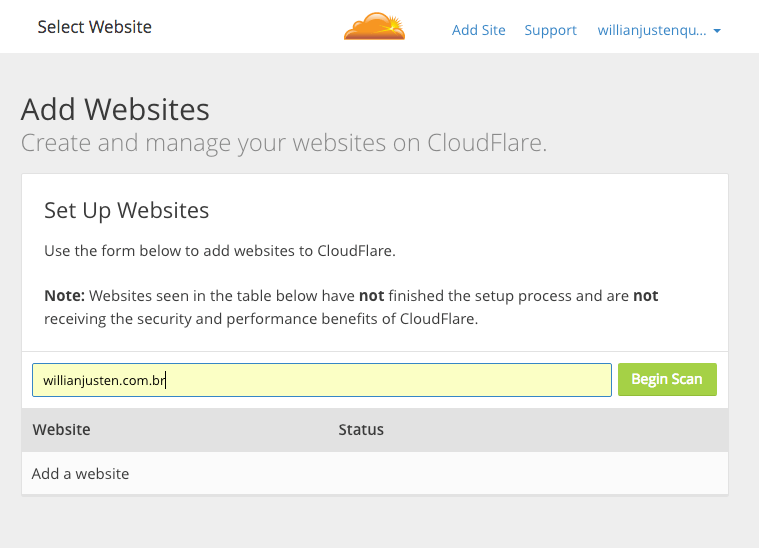 Select Website
Add Site Support willianjustenqu...
Add Websites
Create and manage your websites on CloudFlare.
Set Up Websites
Use the form below to add websites to CloudFlare.
Note: Websites seen in the table below have not finished the setup process and are not
receiving the security and performance benefits of CloudFlare.
willianjusten.com.br
Begin Scan
Website Status
Add a website